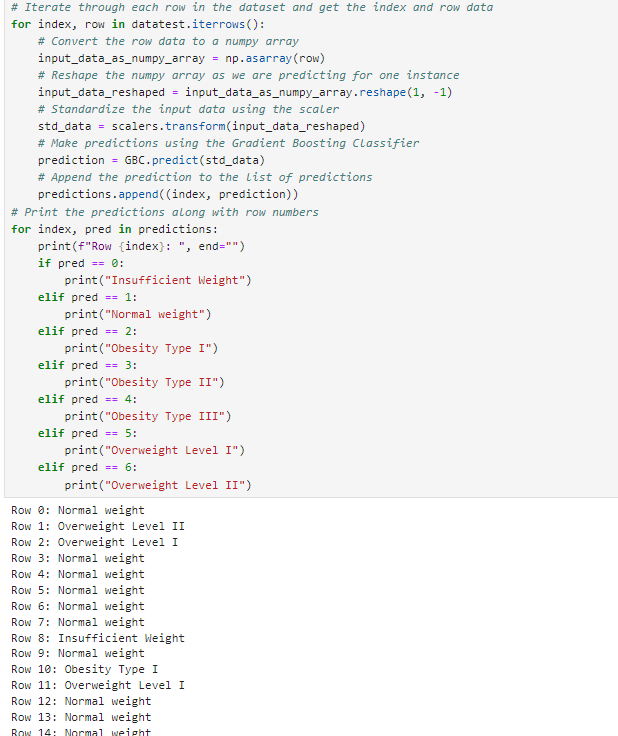 # Iterate through each row in the dataset and get the index and row data
for index, row in datatest.iterrows():
    # Convert the row data to a numpy array
    input_data_as_numpy_array = np.asarray(row)
    # Reshape the numpy array as we are predicting for one instance
    input_data_reshaped = input_data_as_numpy_array.reshape(1, -1)
    # Standardize the input data using the scaler
    std_data = scalers.transform(input_data_reshaped)
    # Make predictions using the Gradient Boosting Classifier
    prediction = GBC.predict(std_data)
    # Append the prediction to the list of predictions
    predictions.append((index, prediction))
# Print the predictions along with row numbers
for index, pred in predictions:
    print(f"Row {index}: ", end="")
    if pred == 0:
        print("Insufficient Weight")
    elif pred == 1:
        print("Normal weight")
    elif pred == 2:
        print("Obesity Type I")
    elif pred == 3:
        print("Obesity Type II")
    elif pred == 4:
        print("Obesity Type III")
    elif pred == 5:
        print("Overweight Level I")
    elif pred == 6:
        print("Overweight Level II")
Row 0: Normal weight
Row 1: Overweight Level II
Row 2: Overweight Level I
Row 3: Normal weight
Row 4: Normal weight
Row 5: Normal weight
Row 6: Normal weight
Row 7: Normal weight
Row 8: Insufficient Weight
Row 9: Normal weight
Row 10: Obesity Type I
Row 11: Overweight Level I
Row 12: Normal weight
Row 13: Normal weight
Row 14: Normal weight